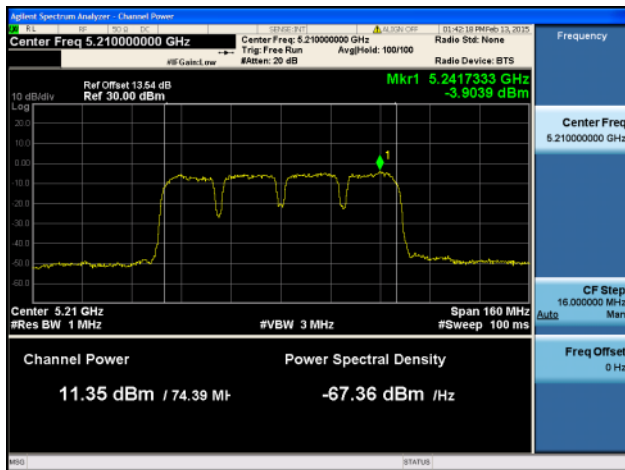 Agilent Spectrum Analyzer - Channel Power
RL RF 50 Ω DC SENSE:INT ALIGN OFF 01:42:18 PM Feb 13, 2015
Center Freq 5.210000000 GHz
Center Freq: 5.210000000 GHz Radio Std: None
Trig: Free Run Avg|Hold: 100/100
#IFGain:Low #Atten: 20 dB Radio Device: BTS
Frequency
Mkr1 5.2417333 GHz
-3.9039 dBm
Ref Offset 13.54 dB
10 dB/div Ref 30.00 dBm
Log
20.0
10.0
0.00
-10.0
-20.0
-30.0
-40.0
-50.0
-60.0
1
Center 5.21 GHz Span 160 MHz
#Res BW 1 MHz #VBW 3 MHz #Sweep 100 ms
Channel Power Power Spectral Density
11.35 dBm / 74.39 MH -67.36 dBm /Hz
Center Freq
5.210000000 GHz
CF Step
16.000000 MHz
Auto Man
Freq Offset
0 Hz
MSG STATUS